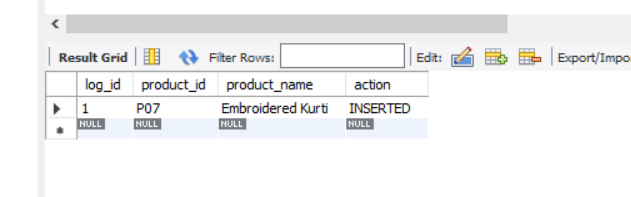 Result Grid Filter Rows: Edit: Export/Impo
log_id product_id product_name action
1 P07 Embroidered Kurti INSERTED
NULL NULL NULL NULL